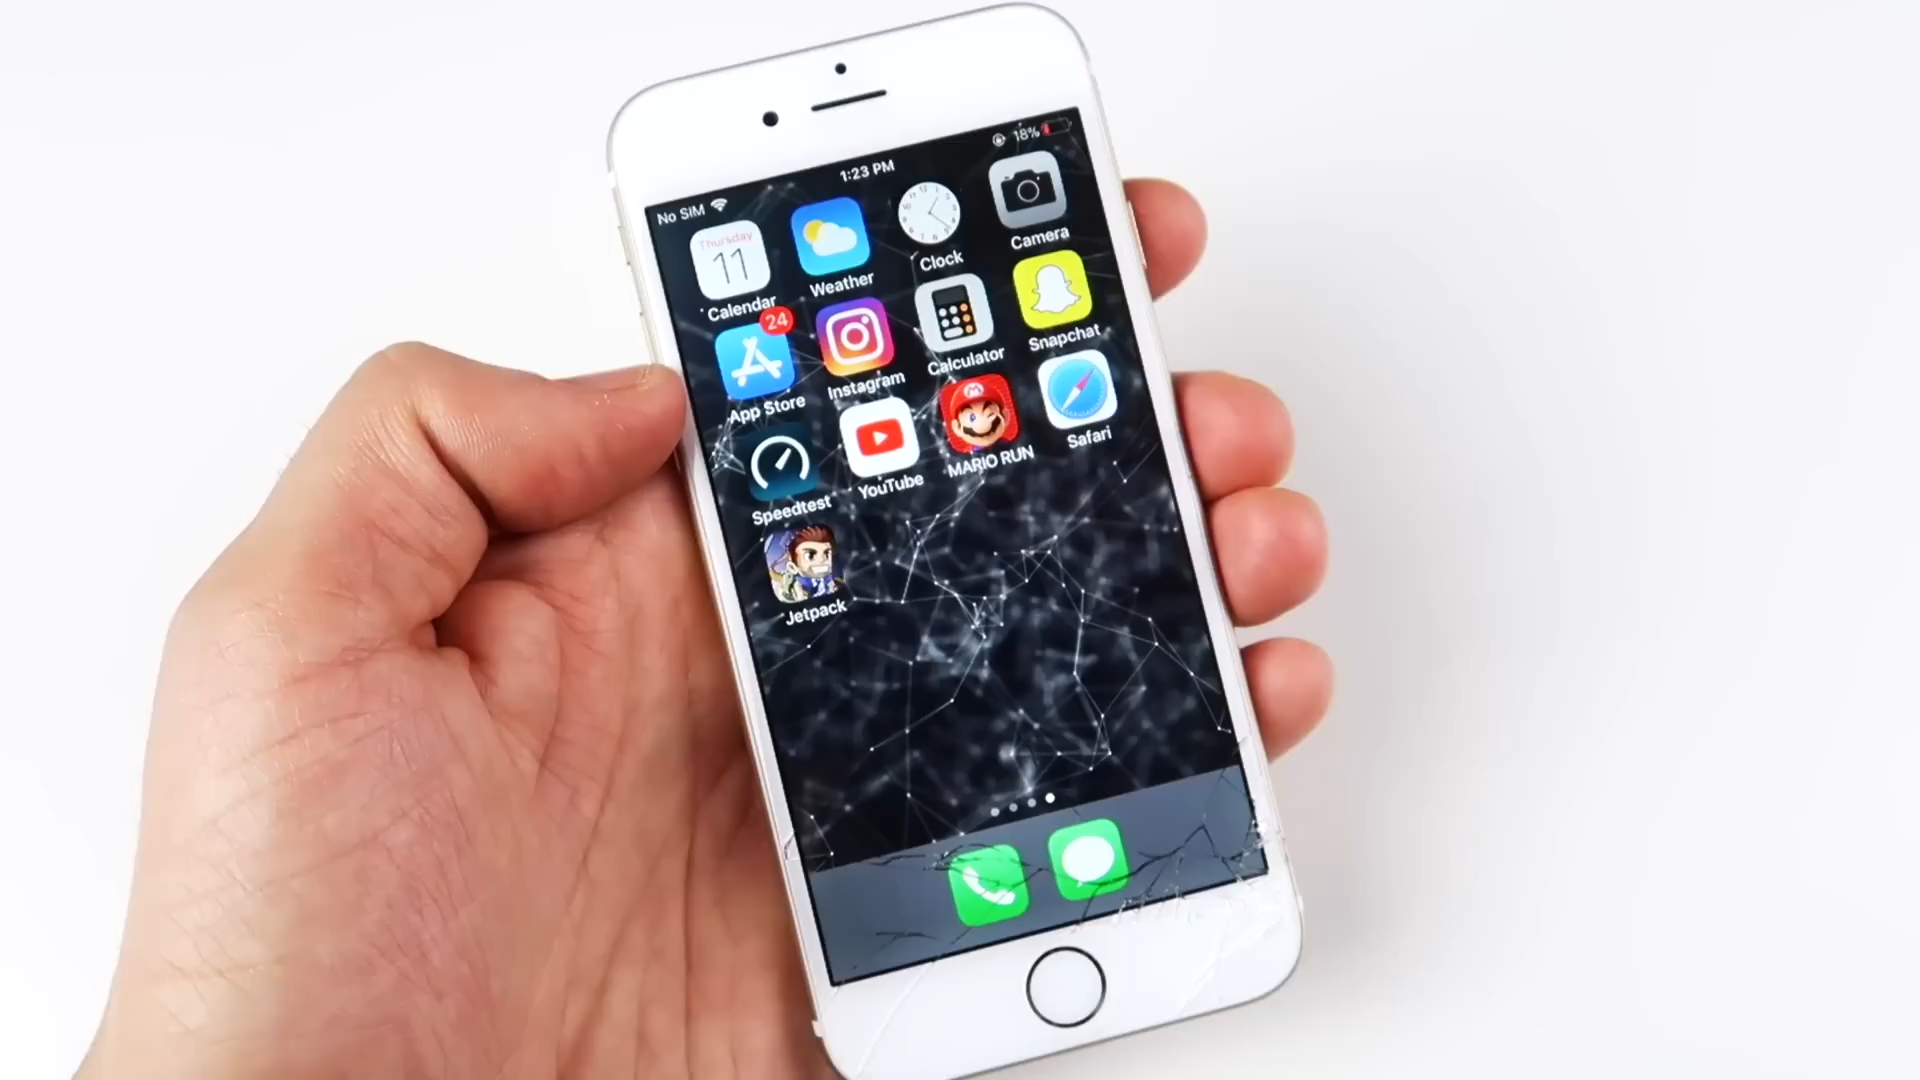 No SIM 1:23 PM 18%
Thursday
11
Calendar Weather Clock Camera
24
App Store Instagram Calculator Snapchat
M
Speedtest YouTube MARIO RUN Safari
Jetpack